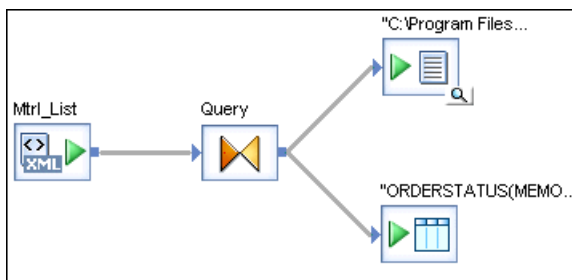 "C:\Program Files...
Mtrl_List
Query
<> XML
"ORDERSTATUS(MEMO...